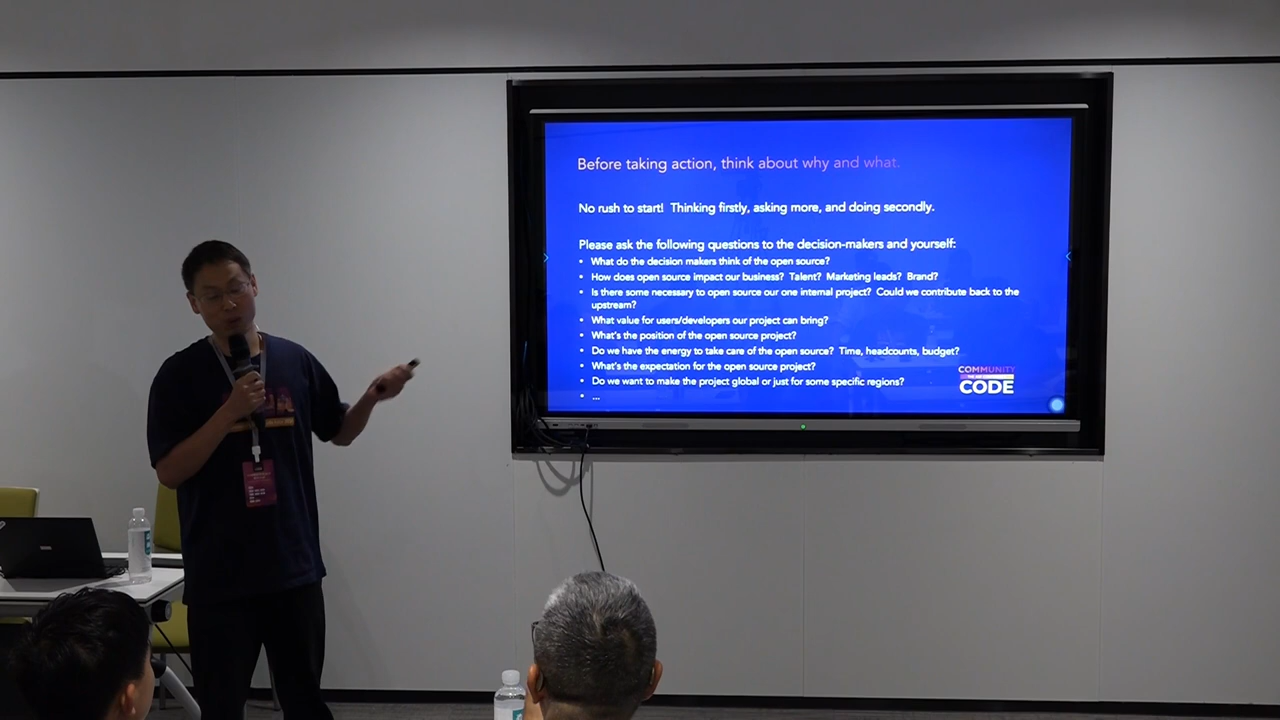 Before taking action, think about why and what.
No rush to start! Thinking firstly, asking more, and doing secondly.
Please ask the following questions to the decision-makers and yourself:
• What do the decision makers think of the open source?
• How does open source impact our business? Talent? Marketing leads? Brand?
• Is there some necessary to open source our one internal project? Could we contribute back to the
upstream?
• What value for users/developers our project can bring?
• What's the position of the open source project?
• Do we have the energy to take care of the open source? Time, headcounts, budget?
• What's the expectation for the open source project?
• Do we want to make the project global or just for some specific regions?
• ...
COMMUNITY
CODE